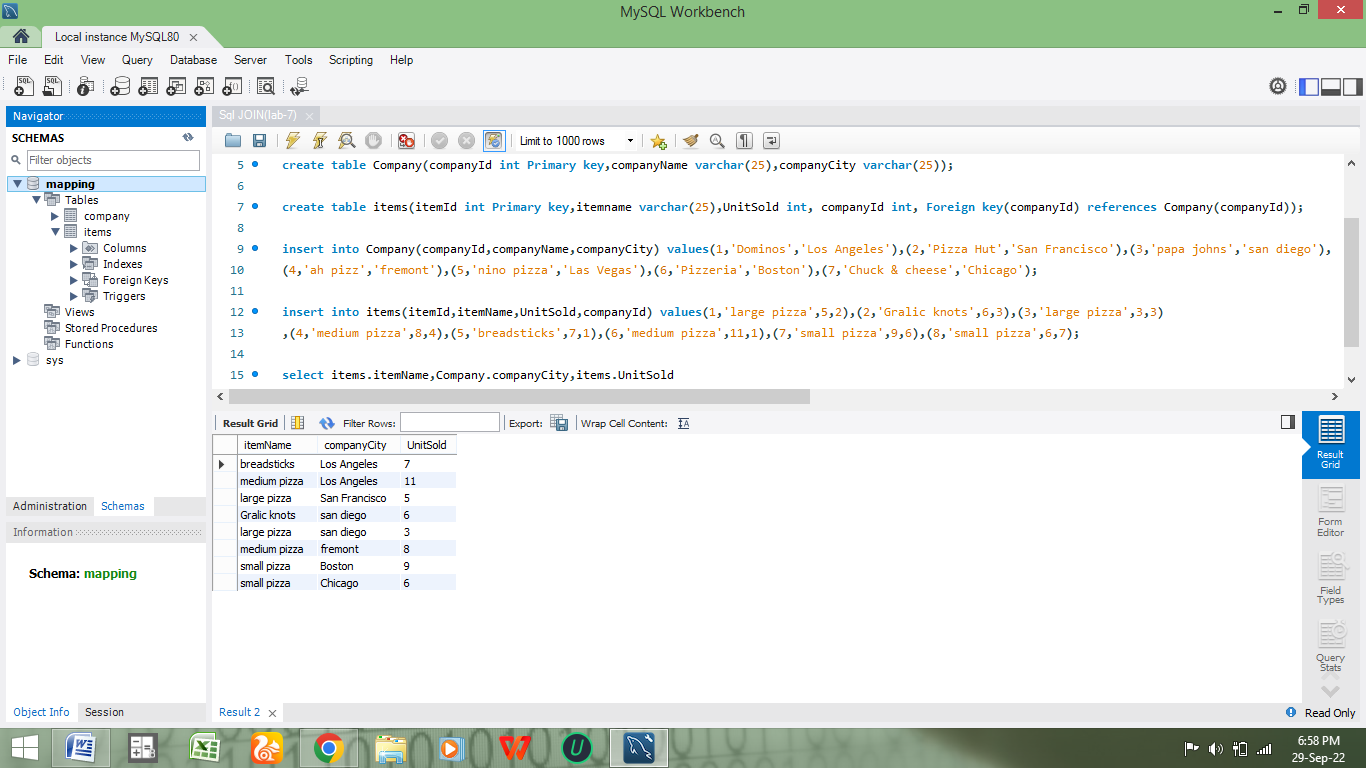 MySQL Workbench
Local instance MySQL80
File Edit View Query Database Server Tools Scripting Help
Navigator
SCHEMAS
Filter objects
mapping
Tables
company
items
Columns
Indexes
Foreign Keys
Triggers
Views
Stored Procedures
Functions
sys
Administration Schemas
Information
Schema: mapping
Object Info Session
Sql JOIN(lab-7)
Limit to 1000 rows
5 create table Company(companyId int Primary key,companyName varchar(25),companyCity varchar(25));
6
7 create table items(itemId int Primary key,itemname varchar(25),UnitSold int, companyId int, Foreign key(companyId) references Company(companyId));
8
9 insert into Company(companyId,companyName,companyCity) values(1,'Dominos','Los Angeles'),(2,'Pizza Hut','San Francisco'),(3,'papa johns','san diego'),
10 (4,'ah pizz','fremont'),(5,'nino pizza','Las Vegas'),(6,'Pizzeria','Boston'),(7,'Chuck & cheese','Chicago');
11
12 insert into items(itemId,itemName,UnitSold,companyId) values(1,'large pizza',5,2),(2,'Gralic knots',6,3),(3,'large pizza',3,3)
13 ,(4,'medium pizza',8,4),(5,'breadsticks',7,1),(6,'medium pizza',11,1),(7,'small pizza',9,6),(8,'small pizza',6,7);
14
15 select items.itemName,Company.companyCity,items.UnitSold
Result Grid Filter Rows: Export: Wrap Cell Content:
itemName companyCity UnitSold
breadsticks Los Angeles 7
medium pizza Los Angeles 11
large pizza San Francisco 5
Gralic knots san diego 6
large pizza san diego 3
medium pizza fremont 8
small pizza Boston 9
small pizza Chicago 6
Result
Grid
Form
Editor
Field
Types
Query
Stats
Result 2
Read Only
6:58 PM
29-Sep-22